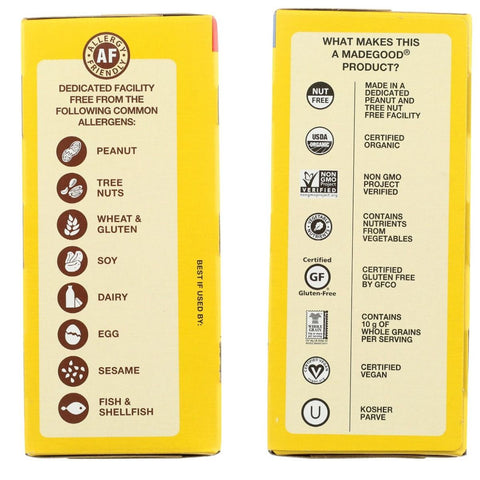 ALLERGY
AF
FRIENDLY
DEDICATED FACILITY
FREE FROM THE
FOLLOWING COMMON
ALLERGENS:
PEANUT
TREE
NUTS
WHEAT &
GLUTEN
SOY
DAIRY
EGG
SESAME
FISH &
SHELLFISH
BEST IF USED BY:
WHAT MAKES THIS
A MADEGOOD®
PRODUCT?
NUT
FREE
MADE IN A
DEDICATED
PEANUT AND
TREE NUT
FREE FACILITY
USDA
ORGANIC
CERTIFIED
ORGANIC
NON
GMO
Project
VERIFIED
nongmoproject.org
NON GMO
PROJECT
VERIFIED
CONTAINS
NUTRIENTS
FROM
VEGETABLES
Certified
GF
Gluten-Free
CERTIFIED
GLUTEN FREE
BY GFCO
WHOLE
GRAIN
CONTAINS
10 g OF
WHOLE GRAINS
PER SERVING
CERTIFIED VEGAN
V
CERTIFIED
VEGAN
U
KOSHER
PARVE